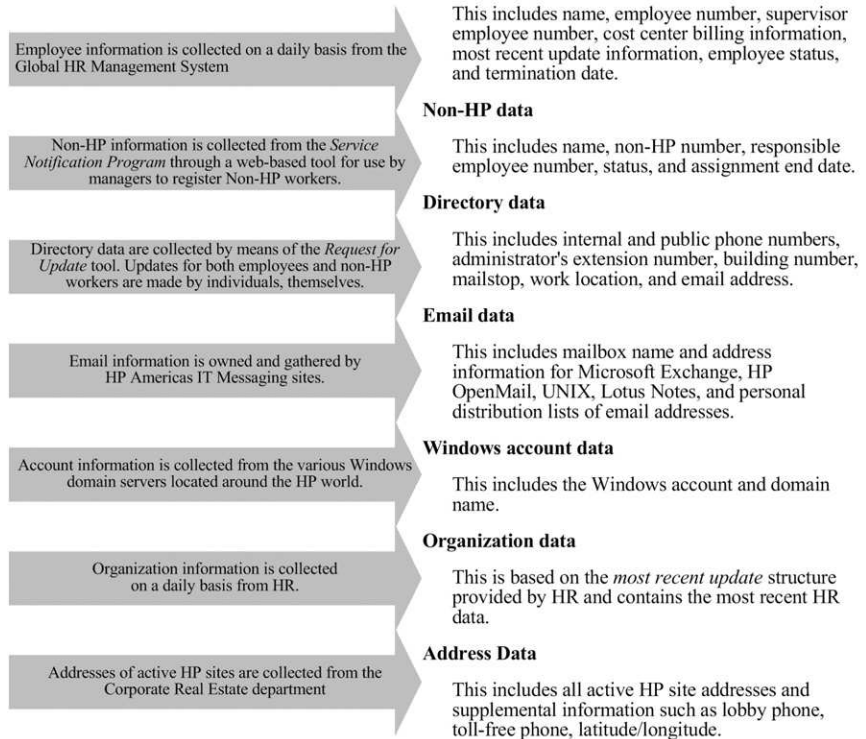 This includes name, employee number, supervisor
employee number, cost center billing information,
most recent update information, employee status,
and termination date.
Employee information is collected on a daily basis from the
Global HR Management System
Non-HP data
Non-HP information is collected from the Service
Notification Program through a web-based tool for use by
managers to register Non-HP workers.
This includes name, non-HP number, responsible
employee number, status, and assignment end date.
Directory data
Directory data are collected by means of the Request for
Update tool. Updates for both employees and non-HP
workers are made by individuals, themselves.
This includes internal and public phone numbers,
administrator's extension number, building number,
mailstop, work location, and email address.
Email data
Email information is owned and gathered by
HP Americas IT Messaging sites.
This includes mailbox name and address
information for Microsoft Exchange, HP
OpenMail, UNIX, Lotus Notes, and personal
distribution lists of email addresses.
Windows account data
Account information is collected from the various Windows
domain servers located around the HP world.
This includes the Windows account and domain
name.
Organization data
Organization information is collected
on a daily basis from HR.
This is based on the most recent update structure
provided by HR and contains the most recent HR
data.
Address Data
Addresses of active HP sites are collected from the
Corporate Real Estate department
This includes all active HP site addresses and
supplemental information such as lobby phone,
toll-free phone, latitude/longitude.